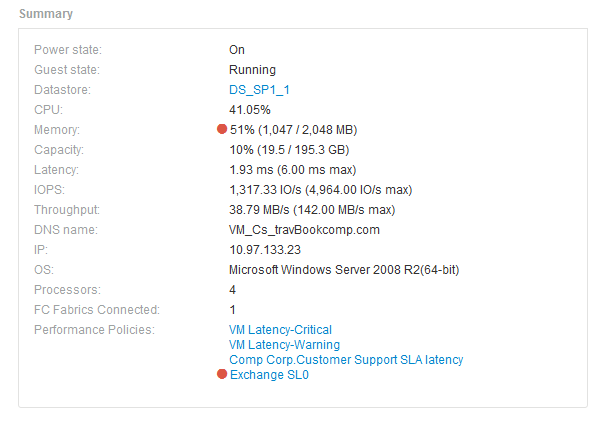 Summary
Power state: On
Guest state: Running
Datastore: DS_SP1_1
CPU: 41.05%
Memory: 51% (1,047 / 2,048 MB)
Capacity: 10% (19.5 / 195.3 GB)
Latency: 1.93 ms (6.00 ms max)
IOPS: 1,317.33 IO/s (4,964.00 IO/s max)
Throughput: 38.79 MB/s (142.00 MB/s max)
DNS name: VM_Cs_travBookcomp.com
IP: 10.97.133.23
OS: Microsoft Windows Server 2008 R2(64-bit)
Processors: 4
FC Fabrics Connected: 1
Performance Policies: VM Latency-Critical
VM Latency-Warning
Comp Corp.Customer Support SLA latency
Exchange SL0